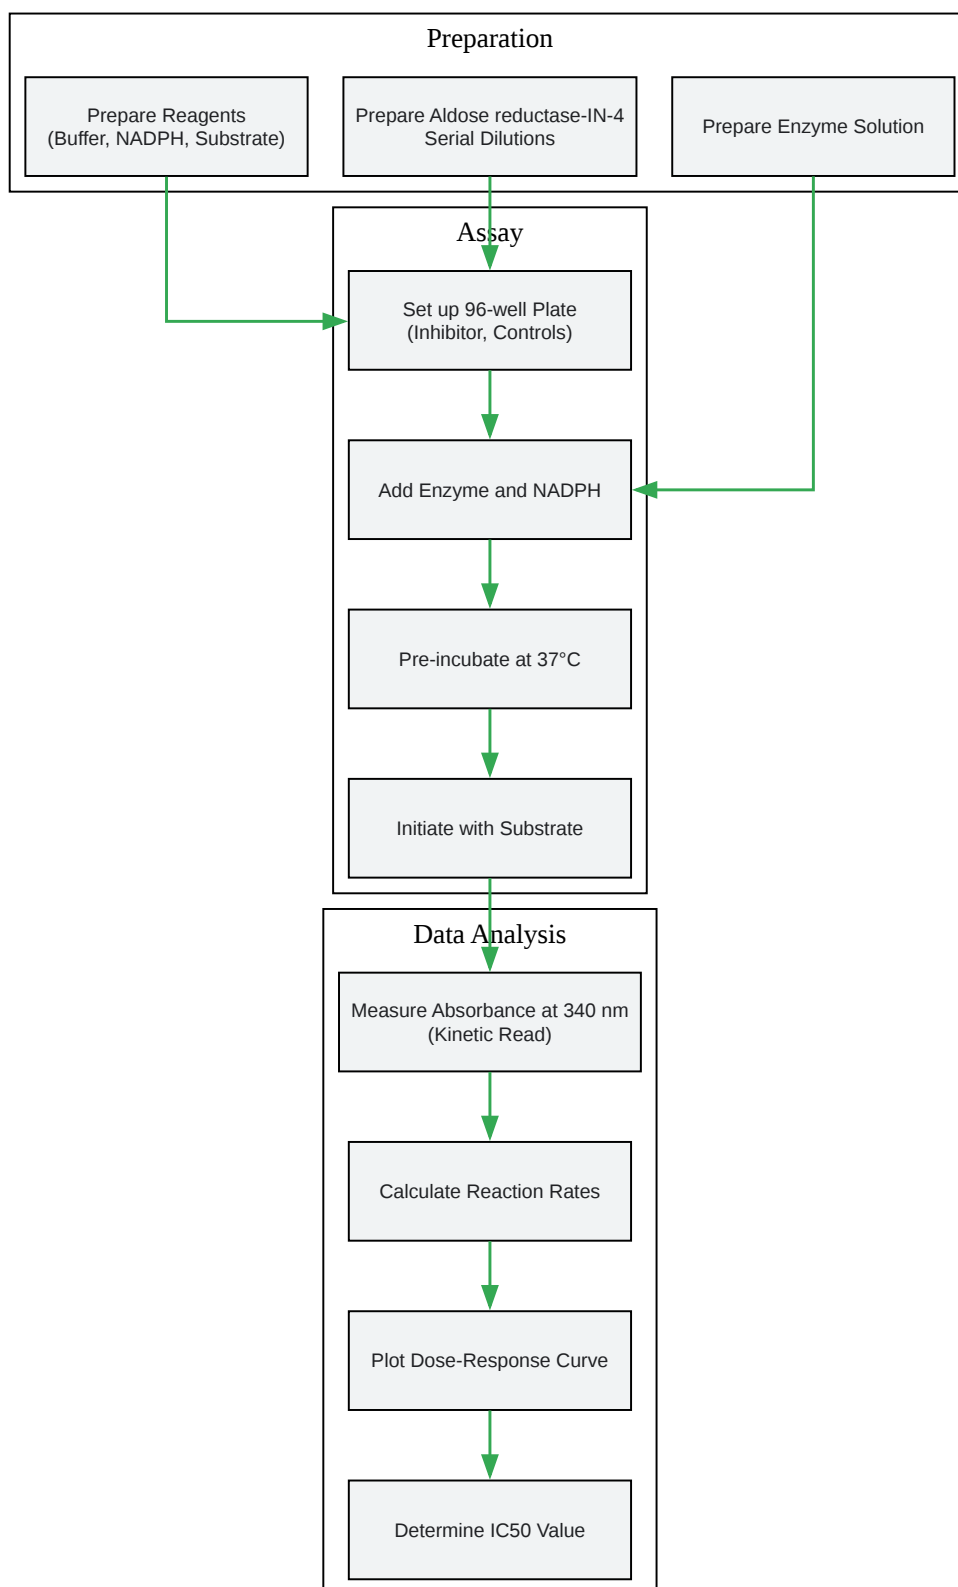 Preparation
Prepare Reagents
(Buffer, NADPH, Substrate)
Prepare Aldose reductase-IN-4
Serial Dilutions
Prepare Enzyme Solution
Assay
Set up 96-well Plate
(Inhibitor, Controls)
Add Enzyme and NADPH
Pre-incubate at 37°C
Initiate with Substrate
Data Analysis
Measure Absorbance at 340 nm
(Kinetic Read)
Calculate Reaction Rates
Plot Dose-Response Curve
Determine IC50 Value